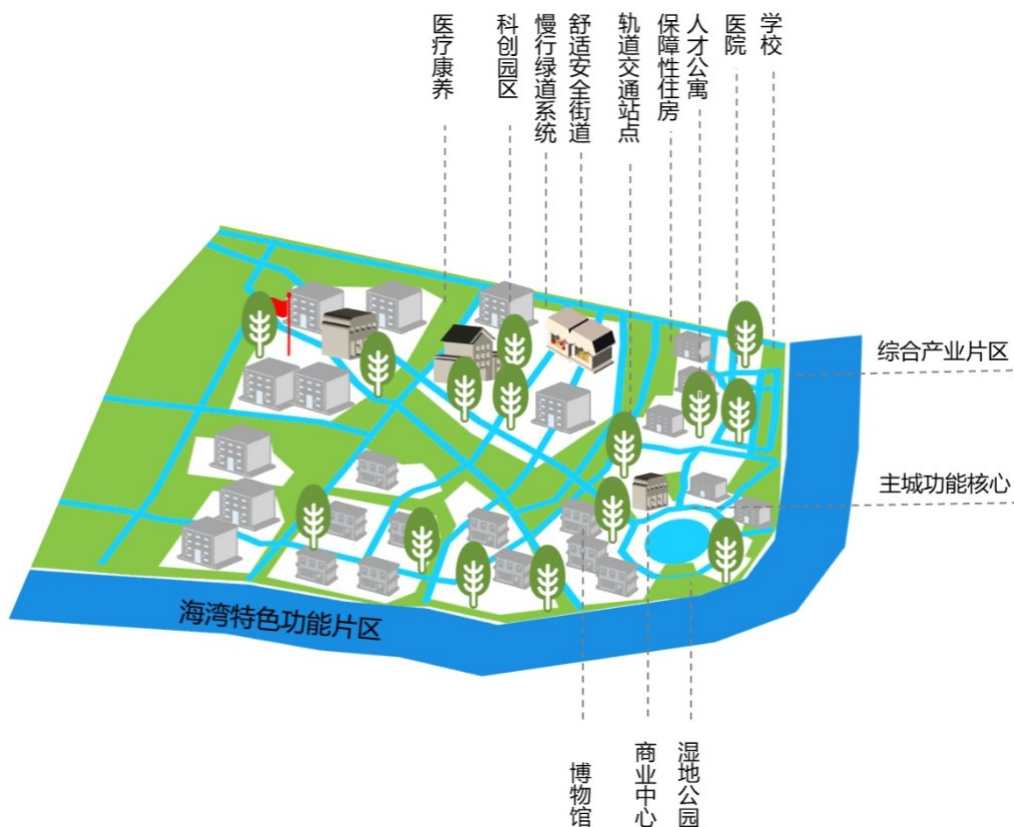 医疗康养
科创园区
慢行绿道系统
舒适安全街道
轨道交通站点
保障性住房
人才公寓
医院
学校
综合产业片区
主城功能核心
海湾特色功能片区
博物馆
商业中心
湿地公园